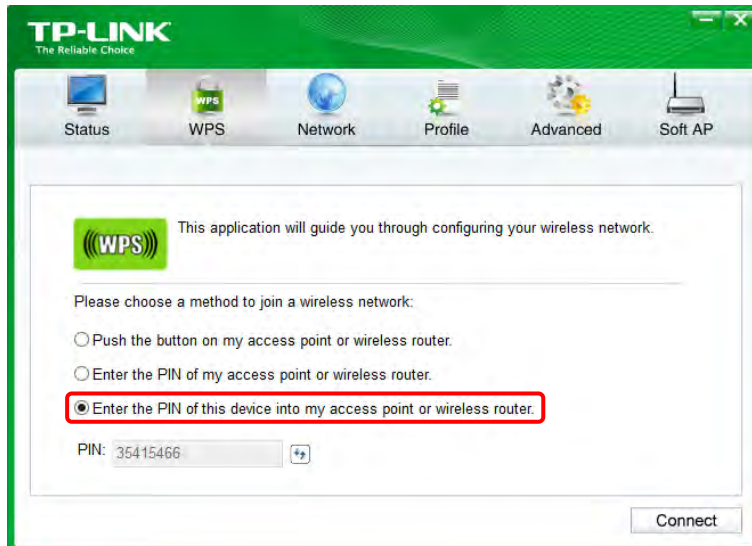 TP-LINK
The Reliable Choice
Status WPS Network Profile Advanced Soft AP
WPS
(((WPS)))
This application will guide you through configuring your wireless network.
Please choose a method to join a wireless network:
Push the button on my access point or wireless router.
Enter the PIN of my access point or wireless router.
Enter the PIN of this device into my access point or wireless router.
PIN: 35415466
Connect